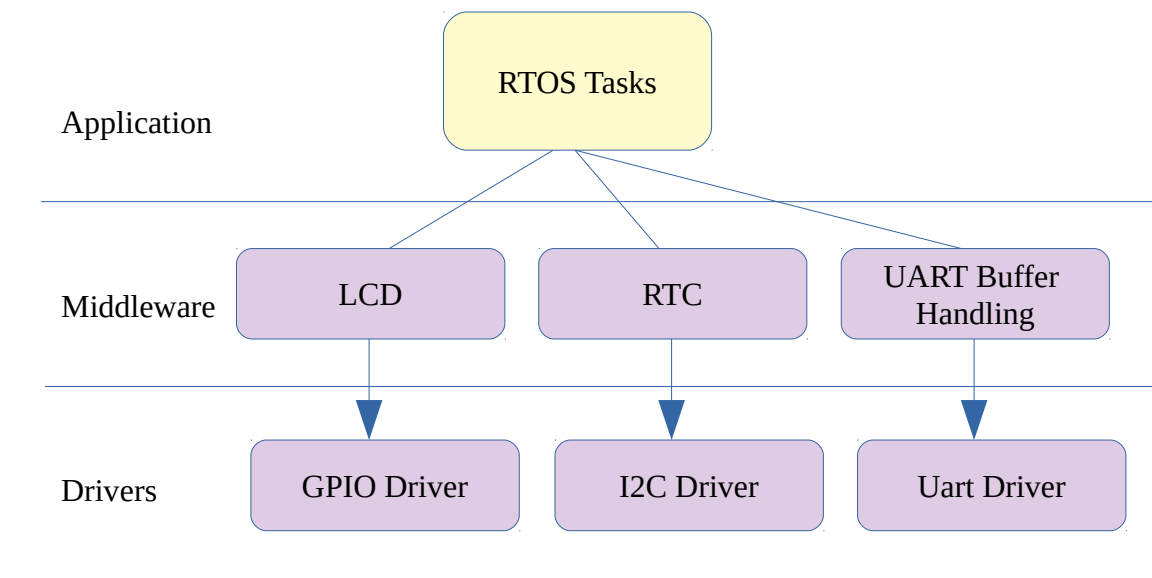 RTOS Tasks
Application
LCD
RTC
UART Buffer
Handling
Middleware
GPIO Driver
I2C Driver
Uart Driver
Drivers